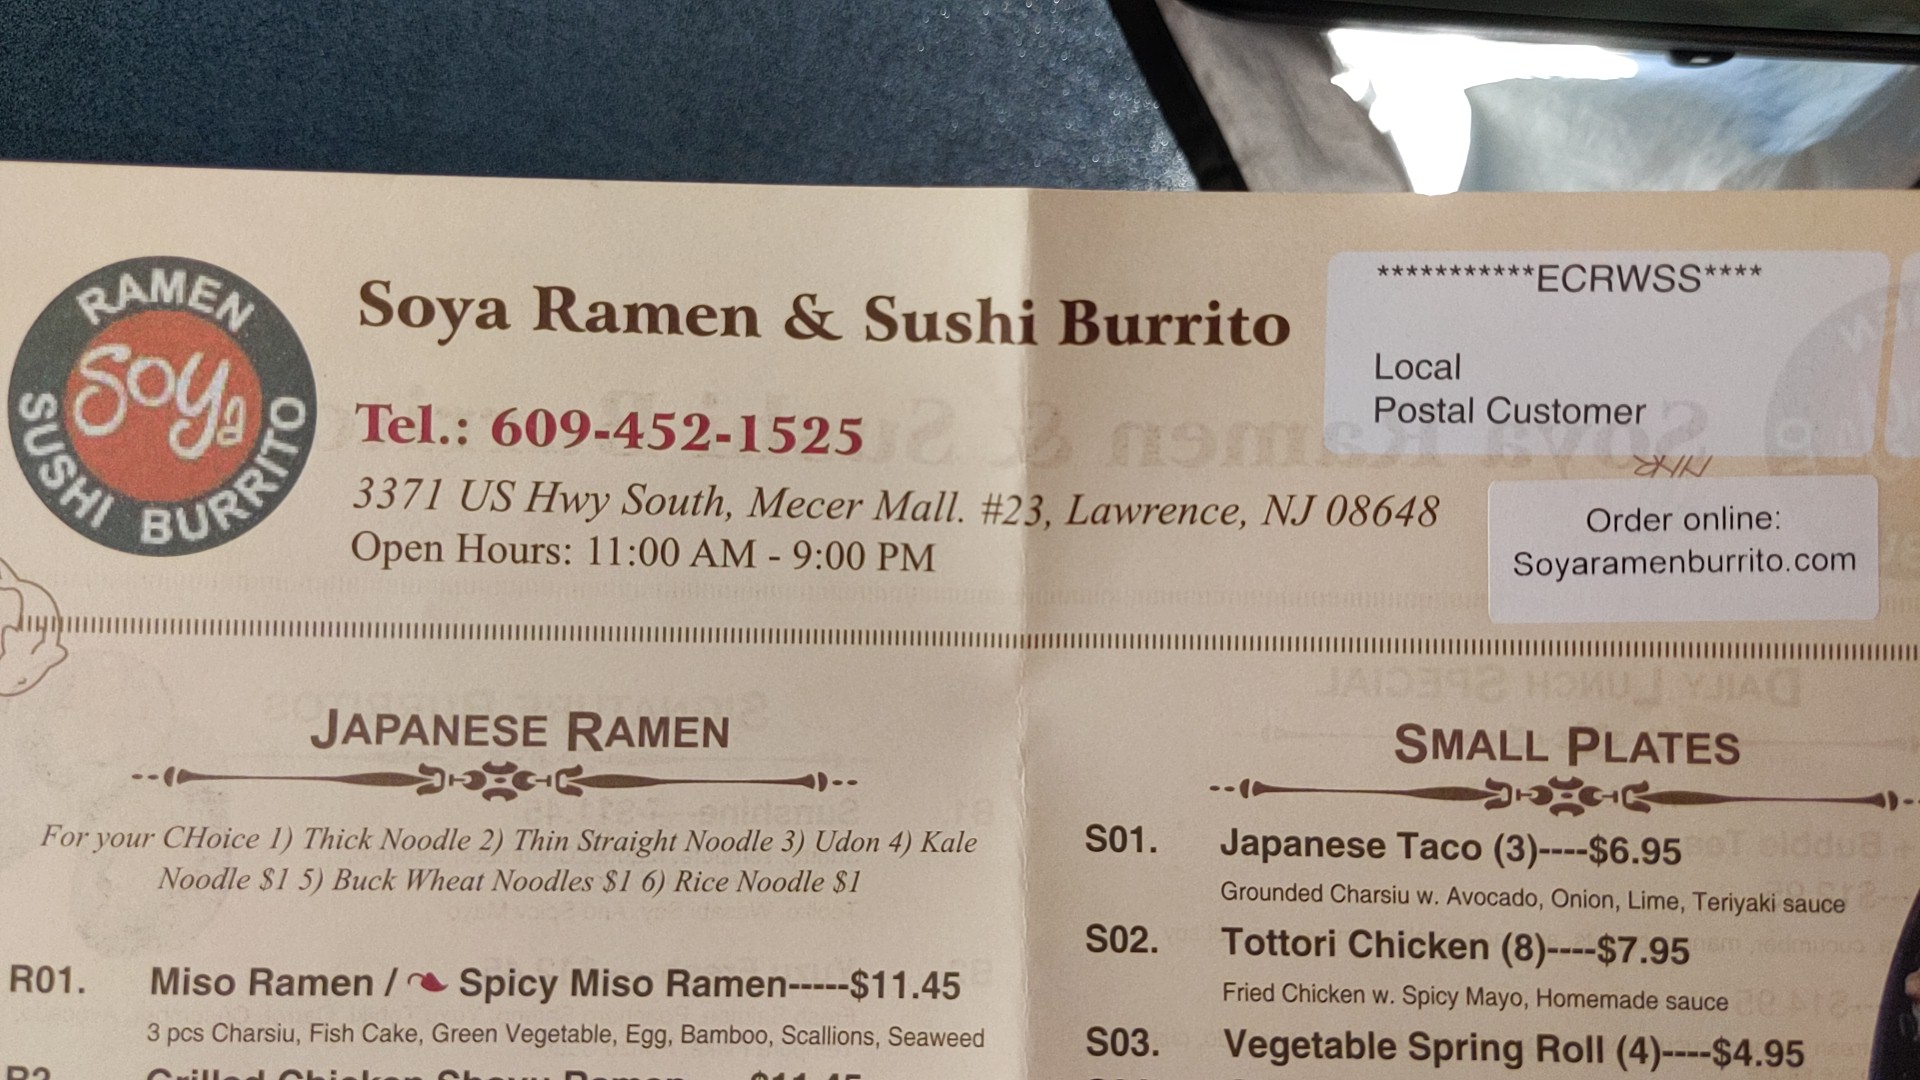 RAMEN
Soya
SUSHI BURRITO
Soya Ramen & Sushi Burrito
Tel.: 609-452-1525
3371 US Hwy South, Mecer Mall. #23, Lawrence, NJ 08648
Open Hours: 11:00 AM - 9:00 PM
***********ECRWSS****
Local
Postal Customer
Order online:
Soyaramenburrito.com
JAPANESE RAMEN
For your CHoice 1) Thick Noodle 2) Thin Straight Noodle 3) Udon 4) Kale
Noodle $1 5) Buck Wheat Noodles $1 6) Rice Noodle $1
R01. Miso Ramen / Spicy Miso Ramen-----$11.45
3 pcs Charsiu, Fish Cake, Green Vegetable, Egg, Bamboo, Scallions, Seaweed
SMALL PLATES
S01. Japanese Taco (3)----$6.95
Grounded Charsiu w. Avocado, Onion, Lime, Teriyaki sauce
S02. Tottori Chicken (8)----$7.95
Fried Chicken w. Spicy Mayo, Homemade sauce
S03. Vegetable Spring Roll (4)----$4.95